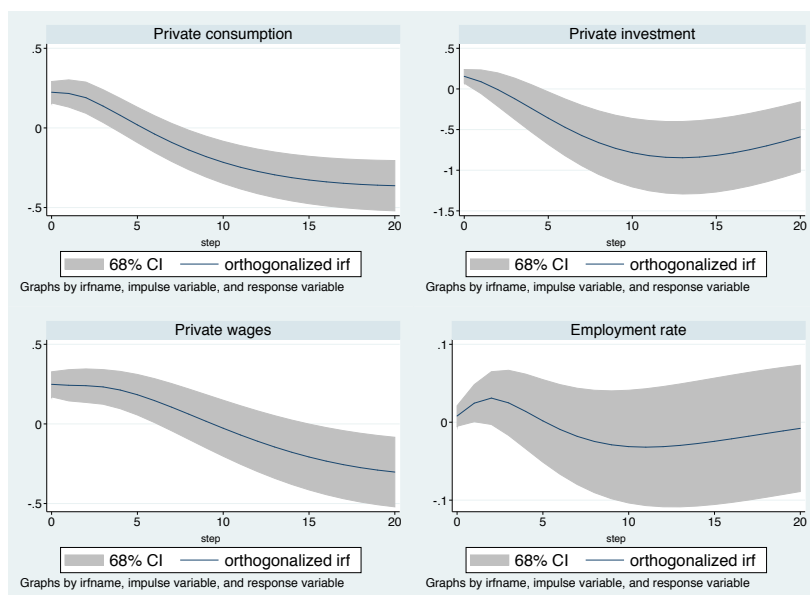 Private consumption
.5
0
-.5
0 5 10 15 20
step
68% CI orthogonalized irf
Graphs by irfname, impulse variable, and response variable
Private investment
.5
0
-.5
-1
-1.5
0 5 10 15 20
step
68% CI orthogonalized irf
Graphs by irfname, impulse variable, and response variable
Private wages
.5
0
-.5
0 5 10 15 20
step
68% CI orthogonalized irf
Graphs by irfname, impulse variable, and response variable
Employment rate
.1
0
-.1
0 5 10 15 20
step
68% CI orthogonalized irf
Graphs by irfname, impulse variable, and response variable